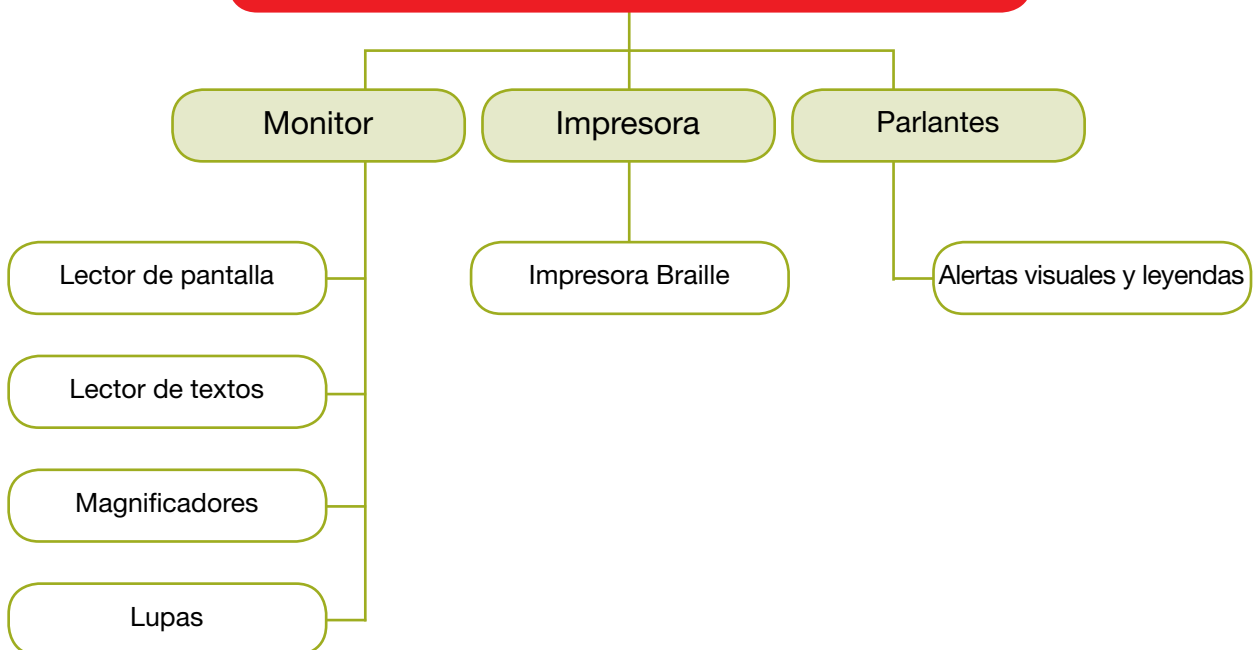 Monitor
Impresora
Parlantes
Lector de pantalla
Impresora Braille
Alertas visuales y leyendas
Lector de textos
Magnificadores
Lupas